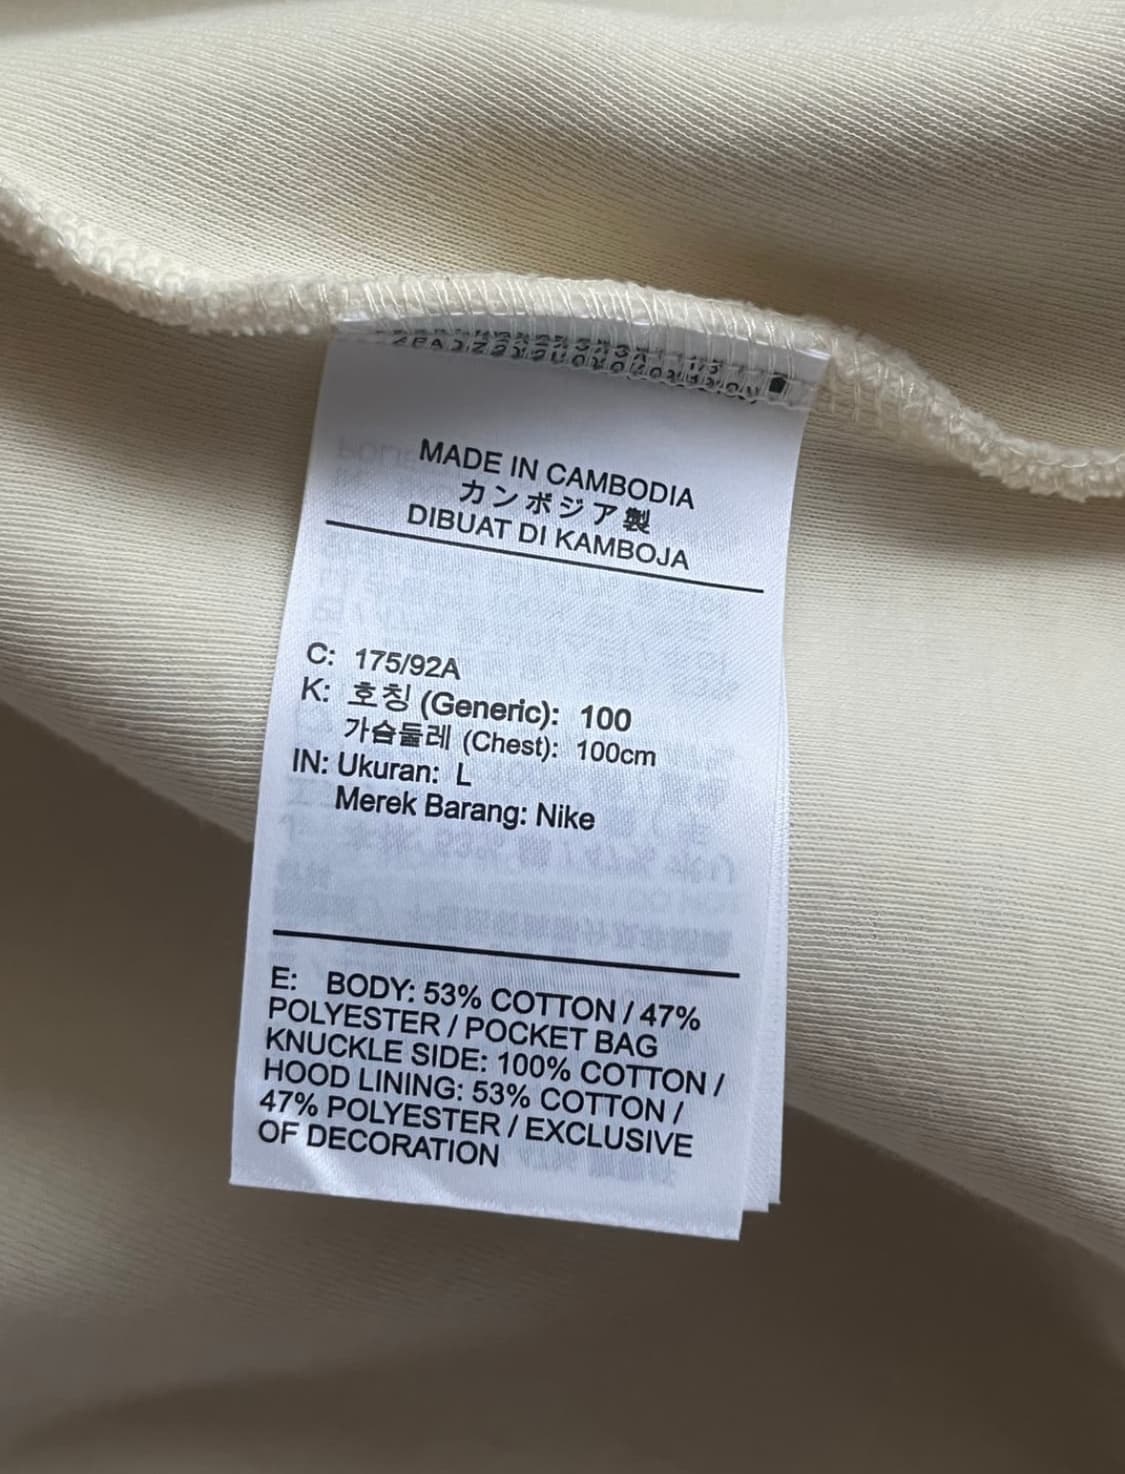 MADE IN CAMBODIA
カンボジア製
DIBUAT DI KAMBOJA
C: 175/92A
K: 호칭 (Generic): 100
가슴둘레 (Chest): 100cm
IN: Ukuran: L
Merek Barang: Nike
E: BODY: 53% COTTON / 47%
POLYESTER / POCKET BAG
KNUCKLE SIDE: 100% COTTON /
HOOD LINING: 53% COTTON /
47% POLYESTER / EXCLUSIVE
OF DECORATION